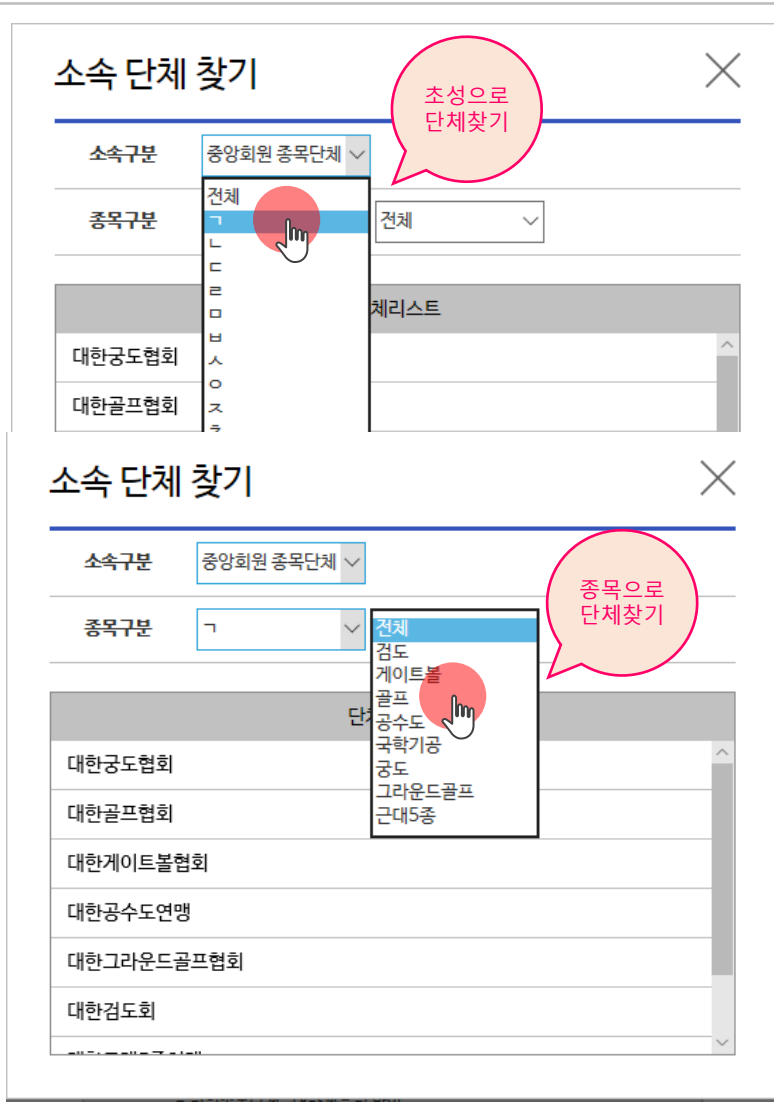 소속 단체 찾기
초성으로
단체찾기
소속구분
중앙회원 종목단체
종목구분
전체
ㄱ
ㄴ
ㄷ
ㄹ
ㅁ
ㅂ
ㅅ
ㅇ
ㅈ
전체
체리스트
대한궁도협회
대한골프협회
소속 단체 찾기
소속구분
중앙회원 종목단체
종목으로
단체찾기
종목구분
ㄱ
전체
검도
게이트볼
골프
공수도
국학기공
궁도
그라운드골프
근대5종
단
대한궁도협회
대한골프협회
대한게이트볼협회
대한공수도연맹
대한그라운드골프협회
대한검도회